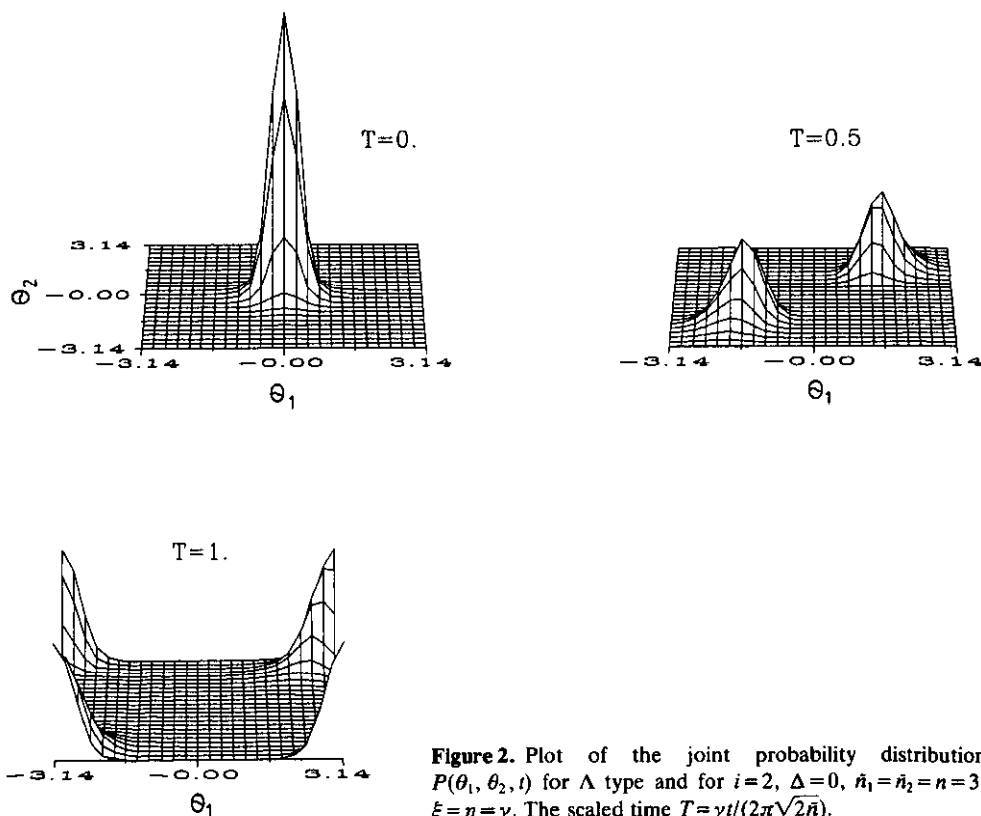 T=0.
3.14
Θ2
-0.00
-3.14
-3.14 -0.00 3.14
Θ1
T=0.5
-3.14 -0.00 3.14
Θ1
T=1.
-3.14 -0.00 3.14
Θ1
Figure 2. Plot of the joint probability distribution
P(θ1, θ2, t) for Λ type and for i=2, Δ=0, n̄1=n̄2=n=3
ξ=η=ν. The scaled time T=νt/(2π√2n̄).